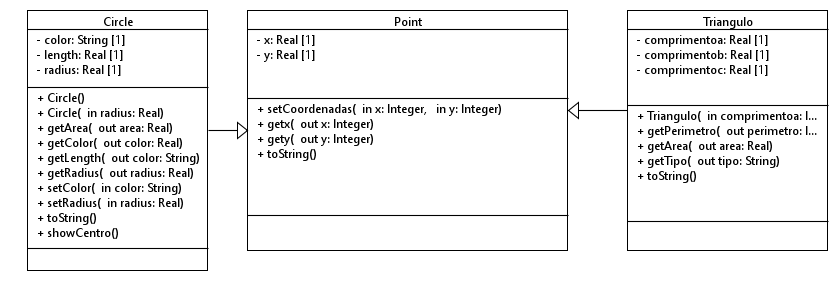 Circle
- color: String [1]
- length: Real [1]
- radius: Real [1]
+ Circle()
+ Circle( in radius: Real)
+ getArea( out area: Real)
+ getColor( out color: Real)
+ getLength( out color: String)
+ getRadius( out radius: Real)
+ setColor( in color: String)
+ setRadius( in radius: Real)
+ toString()
+ showCentro()
Point
- x: Real [1]
- y: Real [1]
+ setCoordenadas( in x: Integer, in y: Integer)
+ getx( out x: Integer)
+ gety( out y: Integer)
+ toString()
Triangulo
- comprimentoa: Real [1]
- comprimentob: Real [1]
- comprimentoc: Real [1]
+ Triangulo( in comprimentoa: I...
+ getPerimetro( out perimetro: I...
+ getArea( out area: Real)
+ getTipo( out tipo: String)
+ toString()